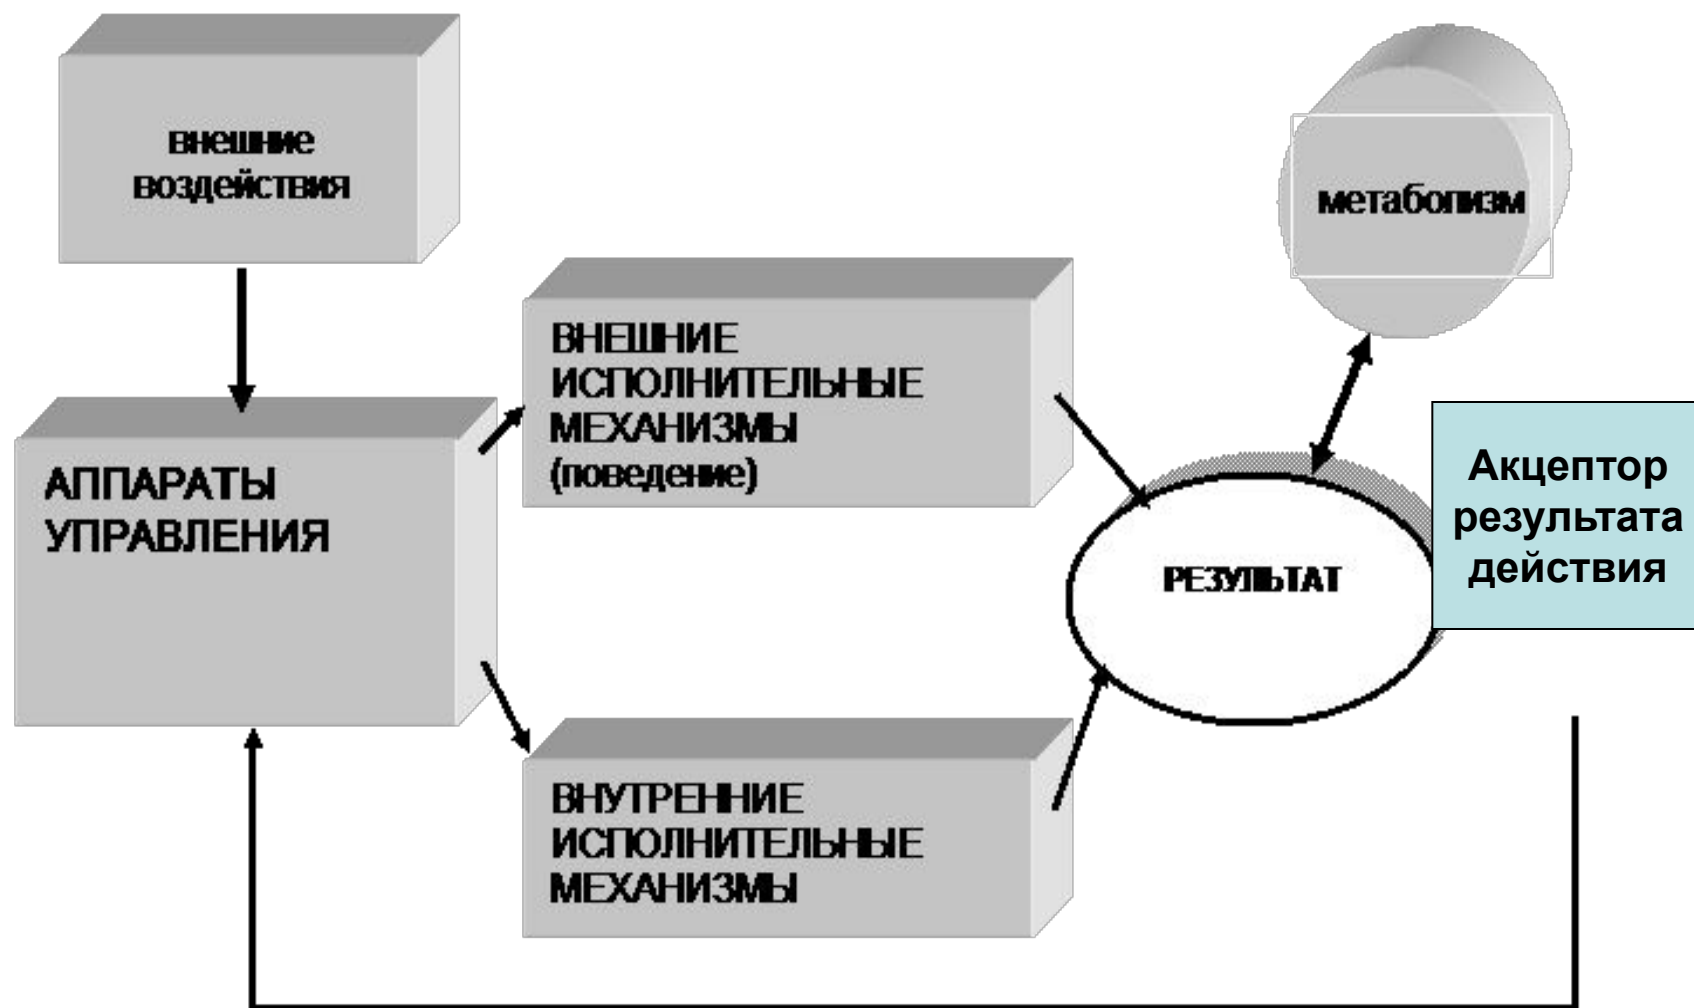 внешние
воздействия
метаболизм
ВНЕШНИЕ
ИСПОЛНИТЕЛЬНЫЕ
МЕХАНИЗМЫ
(поведение)
АППАРАТЫ
УПРАВЛЕНИЯ
Акцептор
результата
действия
РЕЗУЛЬТАТ
ВНУТРЕННИЕ
ИСПОЛНИТЕЛЬНЫЕ
МЕХАНИЗМЫ